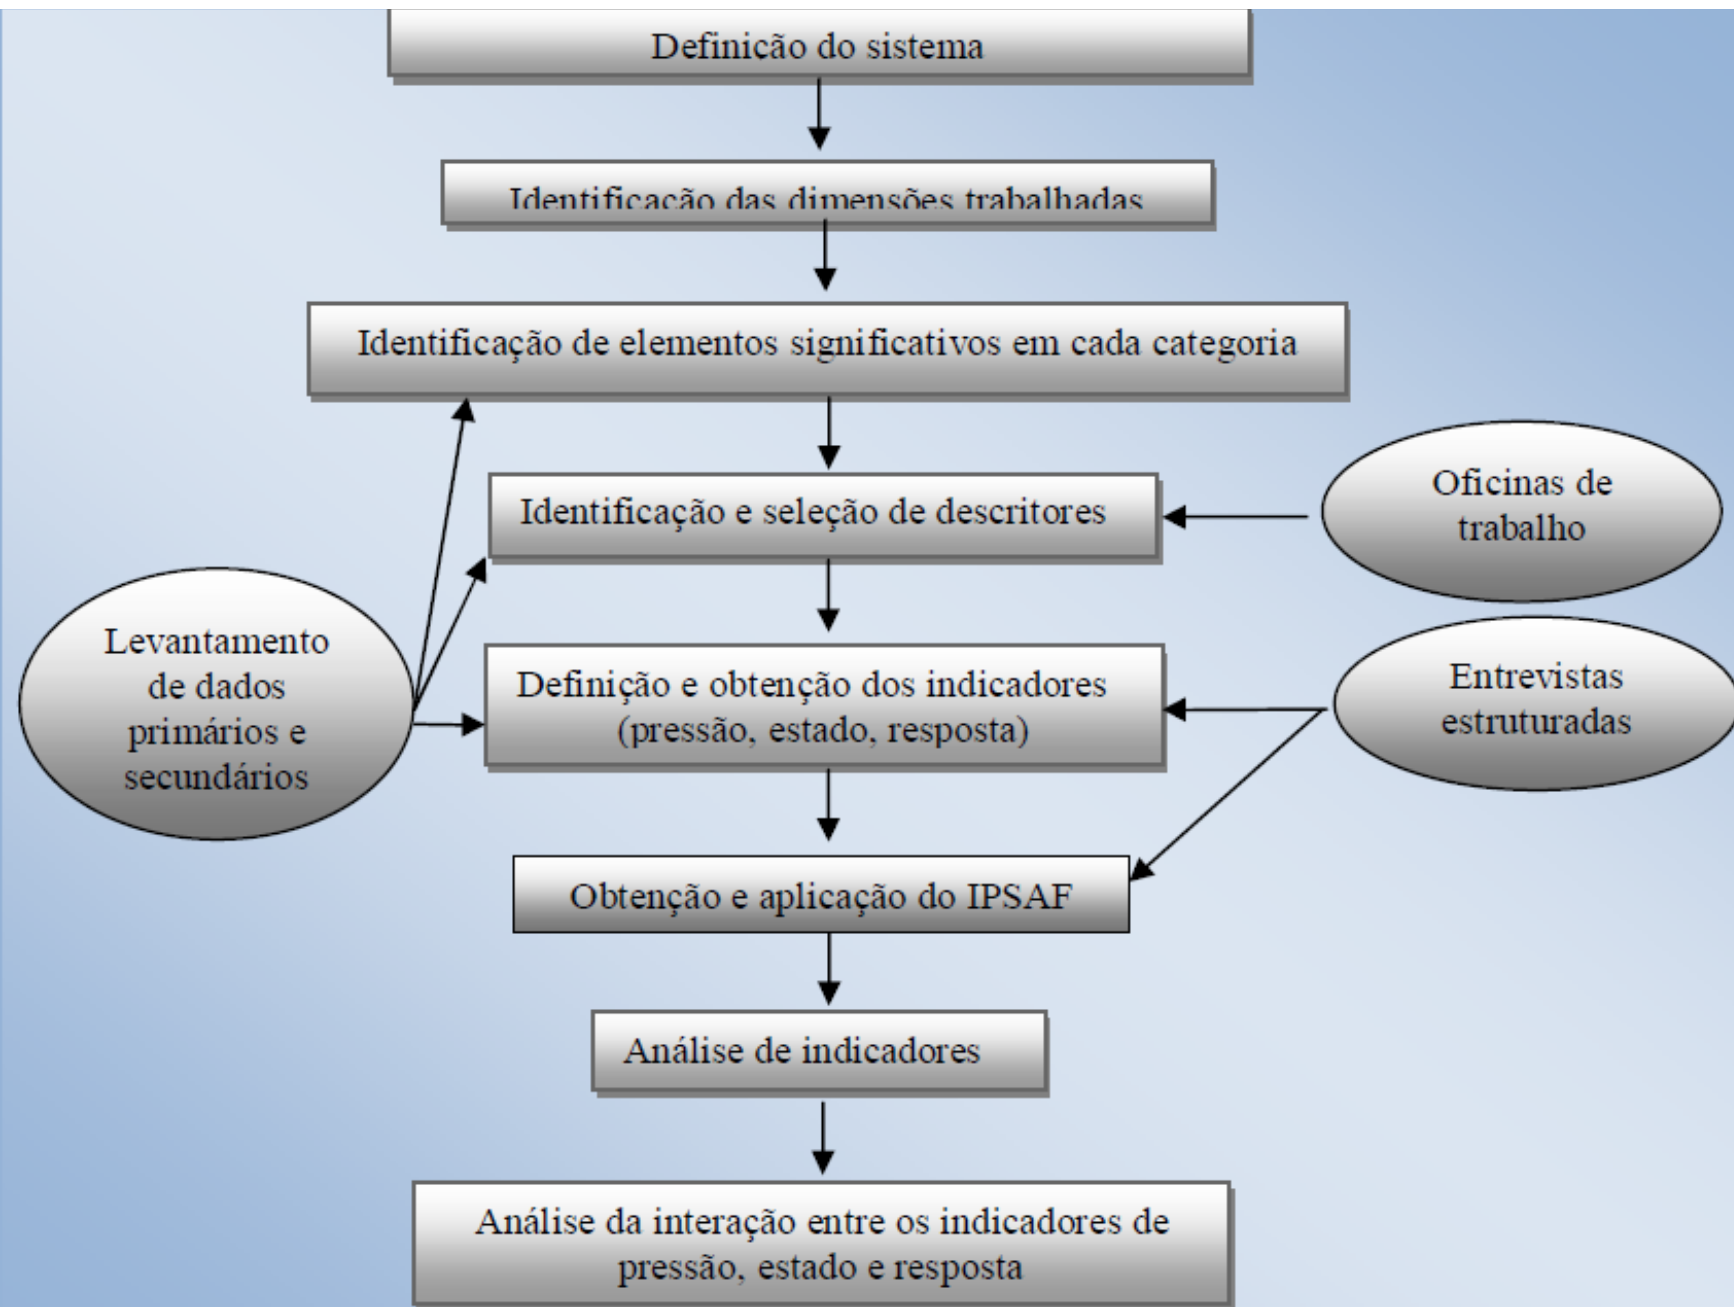 Definição do sistema
Identificação das dimensões trabalhadas
Identificação de elementos significativos em cada categoria
Identificação e seleção de descritores
Oficinas de
trabalho
Levantamento
de dados
primários e
secundários
Definição e obtenção dos indicadores
(pressão, estado, resposta)
Entrevistas
estruturadas
Obtenção e aplicação do IPSAF
Análise de indicadores
Análise da interação entre os indicadores de
pressão, estado e resposta